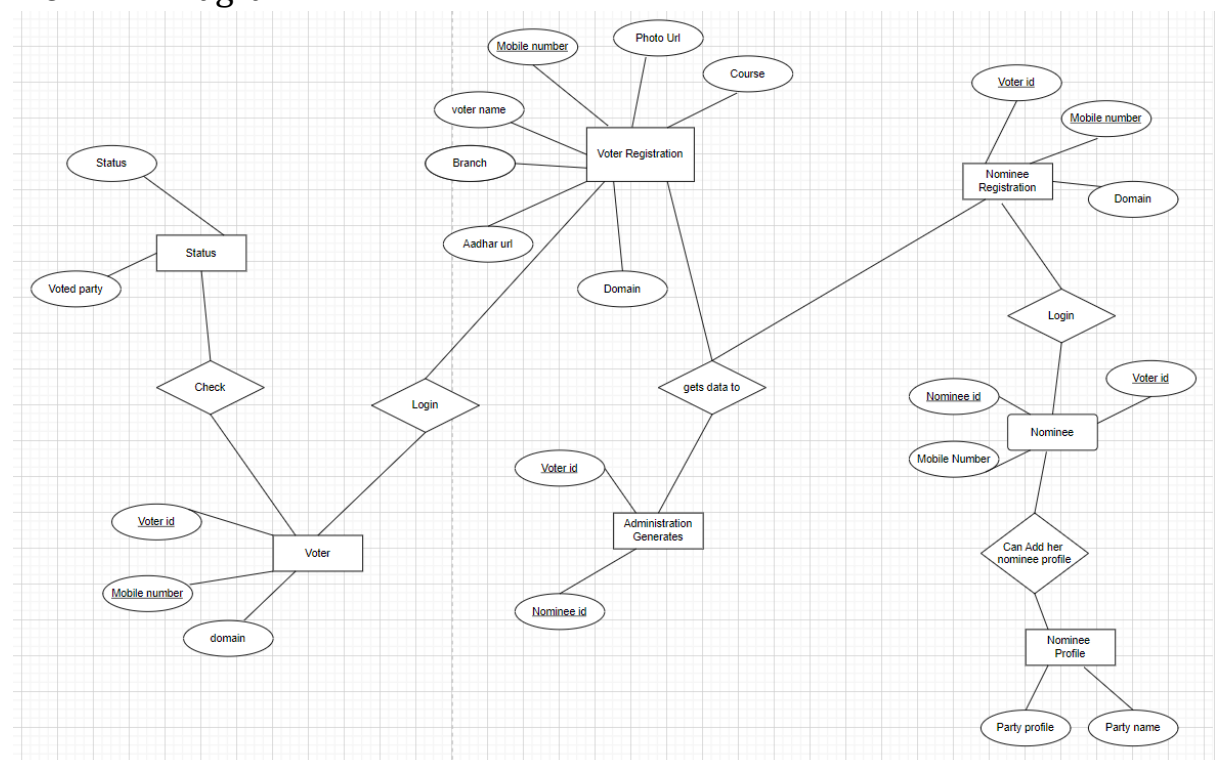 Photo Url
Mobile number
Course
Voter id
voter name
Mobile number
Voter Registration
Branch
Status
Nominee
Registration
Domain
Aadhar url
Status
Voted party
Domain
Login
Check
gets data to
Voter id
Nominee id
Login
Nominee
Mobile Number
Voter id
Voter id
Administration
Generates
Can Add her
nominee profile
Voter
Mobile number
Nominee id
domain
Nominee
Profile
Party profile
Party name